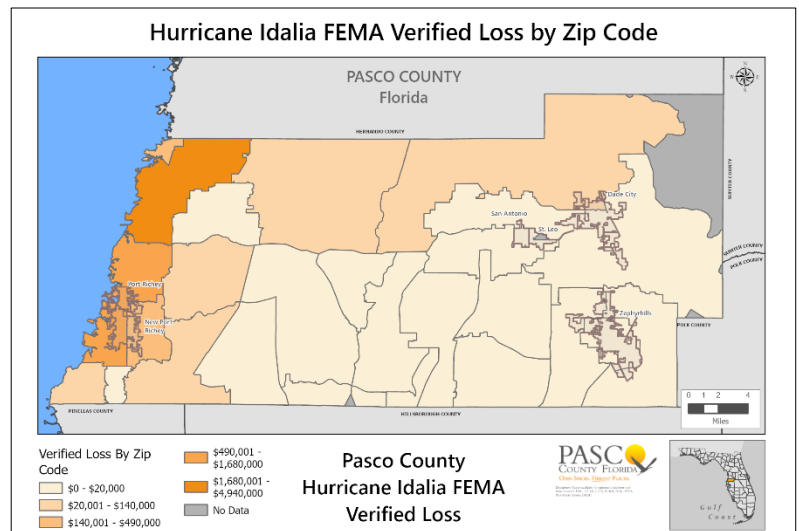 Hurricane Idalia FEMA Verified Loss by Zip Code
PASCO COUNTY
Florida
N
W
E
S
HERNANDO COUNTY
SUMTER COUNTY
Dade City
San Antonio
St. Leo
SUMTER COUNTY
POLK COUNTY
Port Richey
New Port
Richey
Zephyrhills
POLK COUNTY
PINELLAS COUNTY
HILLSBOROUGH COUNTY
0 1 2 4
Miles
Verified Loss By Zip
Code
$0 - $20,000
$20,001 - $140,000
$140,001 - $490,000
$490,001 -
$1,680,000
$1,680,001 -
$4,940,000
No Data
Pasco County
Hurricane Idalia FEMA
Verified Loss
PASCO
COUNTY FLORIDA
Gulf
Coast